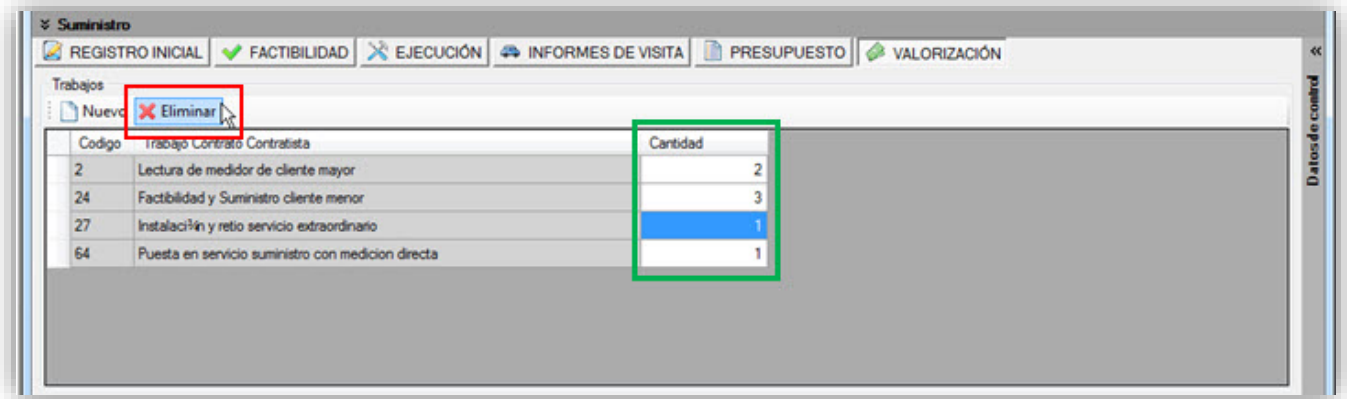 Suministro
REGISTRO INICIAL FACTIBILIDAD EJECUCIÓN INFORMES DE VISITA PRESUPUESTO VALORIZACIÓN
Datos de control
Trabajos
Nuevo Eliminar
Codigo Trabajo Contrato Contratista Cantidad
2 Lectura de medidor de cliente mayor 2
24 Factibilidad y Suministro cliente menor 3
27 Instalaci¾n y retio servicio extraordinario 1
64 Puesta en servicio suministro con medicion directa 1